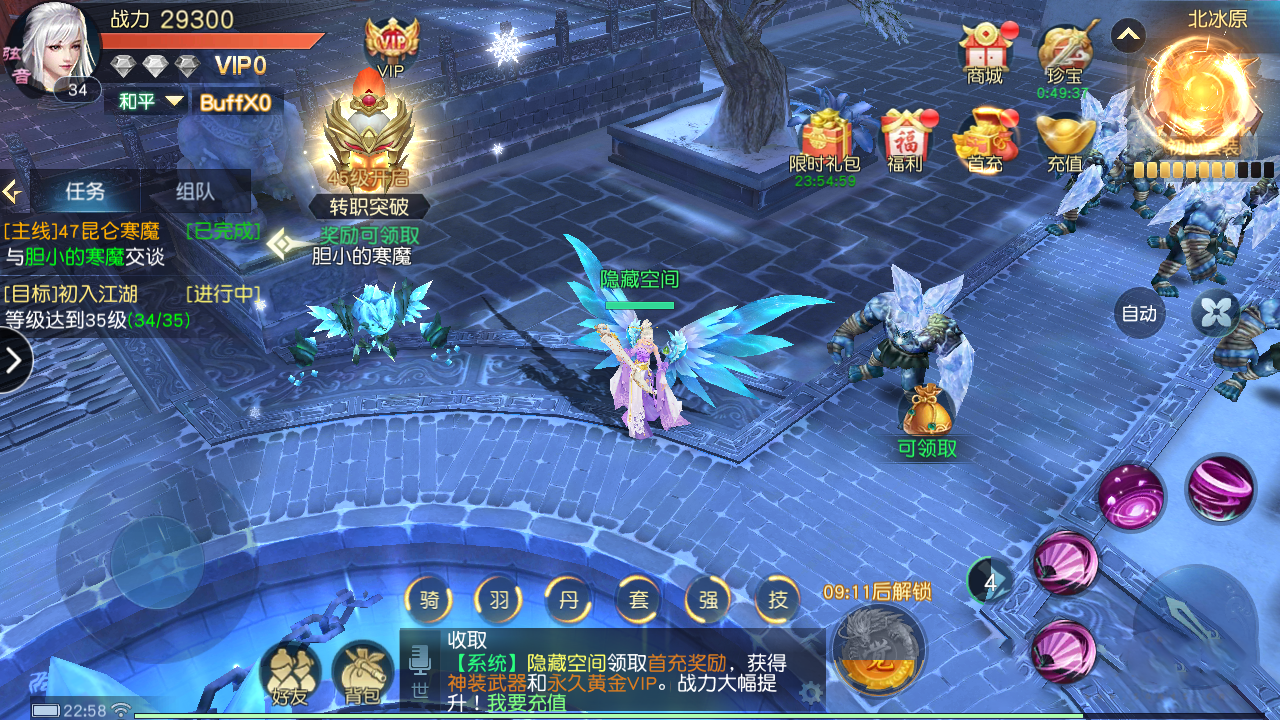 战力 29300
弦音
34
VIP0
和平
BuffX0
VIP
45级开启
转职突破
奖励可领取
任务
组队
[主线]47昆仑寒魔
[已完成]
与胆小的寒魔交谈
[目标]初入江湖
[进行中]
等级达到35级(34/35)
胆小的寒魔
隐藏空间
商城
珍宝
0:49:37
北冰原
限时礼包
23:54:59
福利
首充
充值
自动
可领取
骑
羽
丹
套
强
技
09:11后解锁
4
好友
背包
世
收取
【系统】隐藏空间领取首充奖励，获得
神装武器和永久黄金VIP。战力大幅提
升！我要充值
22:58